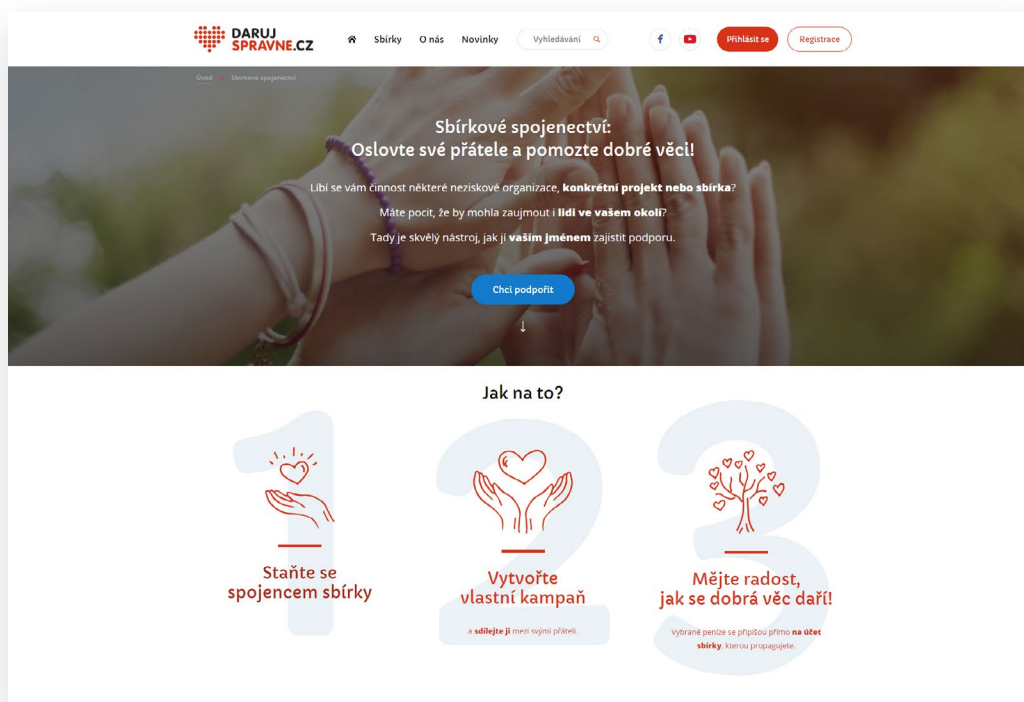 DARUJ
SPRAVNE.CZ
Sbírky O nás Novinky Vyhledávání f Přihlásit se Registrace
Úvod Sbírkové spojenectví
Sbírkové spojenectví:
Oslovte své přátele a pomozte dobré věci!
Líbí se vám činnost některé neziskové organizace, konkrétní projekt nebo sbírka?
Máte pocit, že by mohla zaujmout i lidi ve vašem okolí?
Tady je skvělý nástroj, jak jí vaším jménem zajistit podporu.
Chci podpořit
↓
Jak na to?
1 2 3
Staňte se
spojencem sbírky
Vytvořte
vlastní kampaň
a sdílejte ji mezi svými přáteli.
Mějte radost,
jak se dobrá věc daří!
Vybrané peníze se připíšou přímo na účet
sbírky, kterou propagujete.